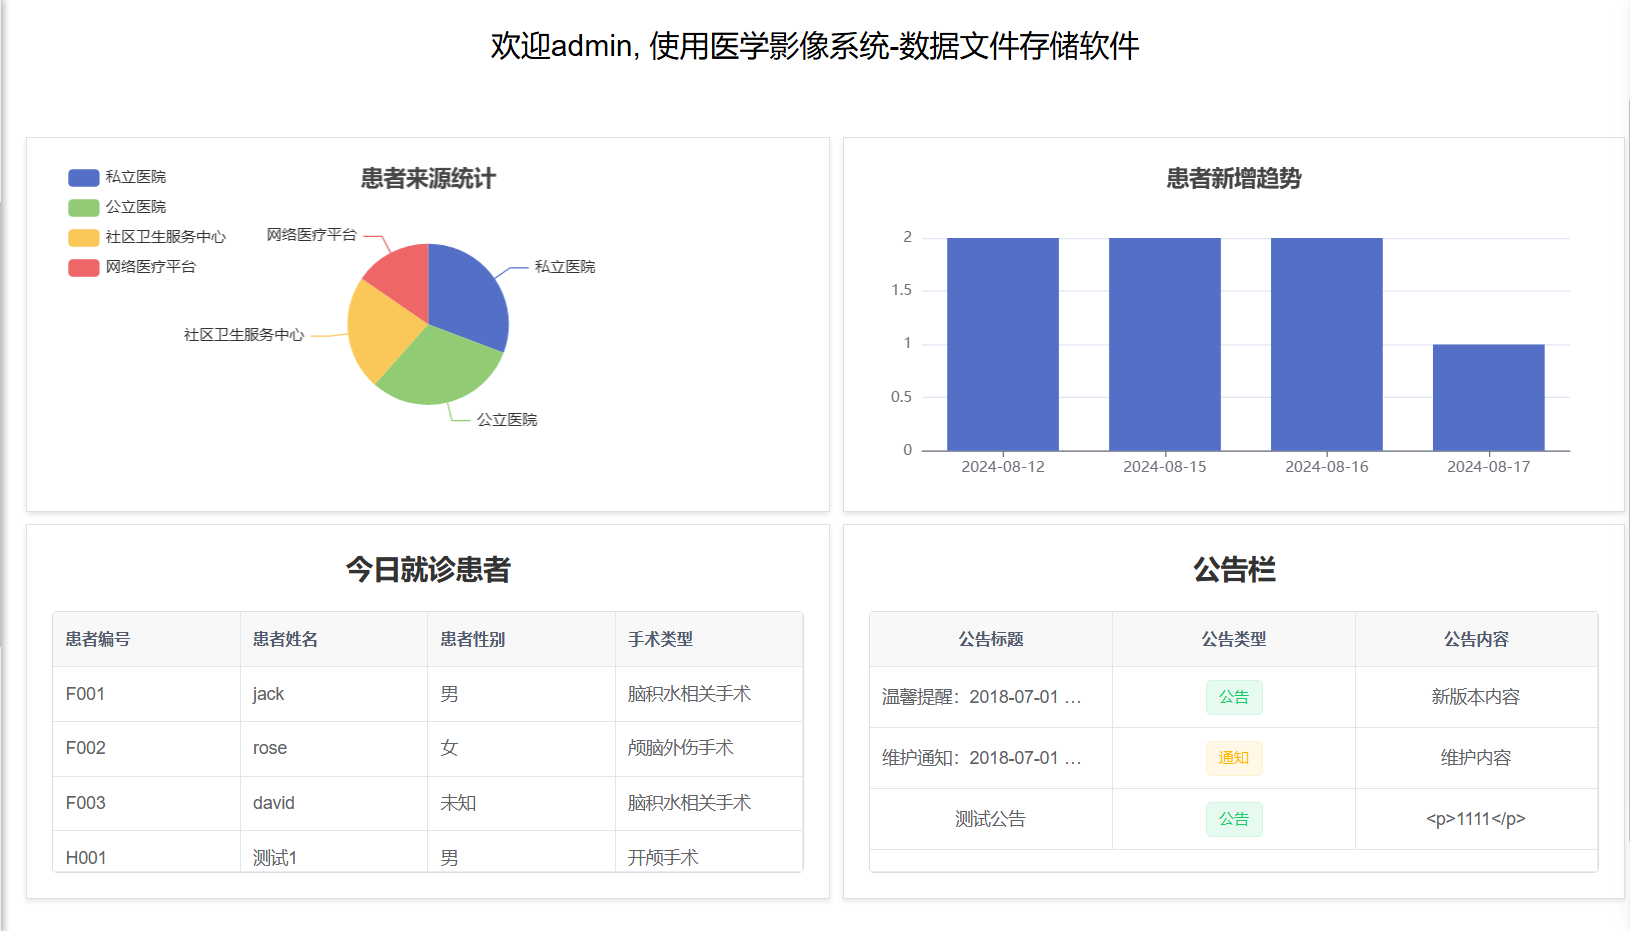 欢迎admin, 使用医学影像系统-数据文件存储软件
患者来源统计
私立医院
公立医院
社区卫生服务中心
网络医疗平台
网络医疗平台
私立医院
社区卫生服务中心
公立医院
患者新增趋势
2
1.5
1
0.5
0
2024-08-12 2024-08-15 2024-08-16 2024-08-17
今日就诊患者
患者编号 患者姓名 患者性别 手术类型
F001 jack 男 脑积水相关手术
F002 rose 女 颅脑外伤手术
F003 david 未知 脑积水相关手术
H001 测试1 男 开颅手术
公告栏
公告标题 公告类型 公告内容
温馨提醒：2018-07-01 … 公告 新版本内容
维护通知：2018-07-01 … 通知 维护内容
测试公告 公告 <p>1111</p>